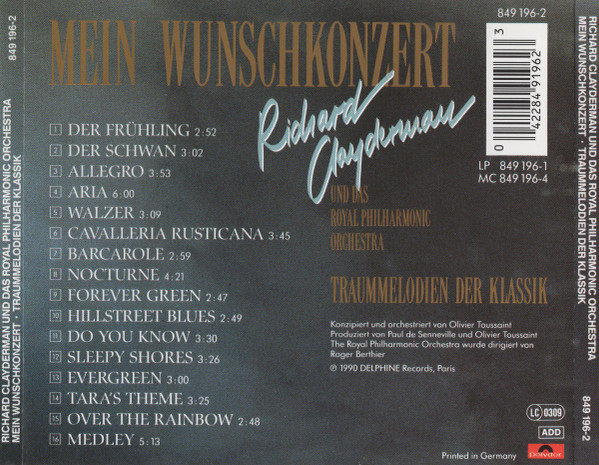 849 196-2
RICHARD CLAYDERMAN UND DAS ROYAL PHILHARMONIC ORCHESTRA
MEIN WUNSCHKONZERT · TRAUMMELODIEN DER KLASSIK
MEIN WUNSCHKONZERT
Richard
Clayderman
UND DAS
ROYAL PHILHARMONIC
ORCHESTRA
TRAUMMELODIEN DER KLASSIK
1 DER FRÜHLING 2:52
2 DER SCHWAN 3:02
3 ALLEGRO 3:53
4 ARIA 6:00
5 WALZER 3:09
6 CAVALLERIA RUSTICANA 3:45
7 BARCAROLE 2:59
8 NOCTURNE 4:21
9 FOREVER GREEN 2:47
10 HILLSTREET BLUES 2:49
11 DO YOU KNOW 3:30
12 SLEEPY SHORES 3:26
13 EVERGREEN 3:00
14 TARA'S THEME 3:25
15 OVER THE RAINBOW 2:48
16 MEDLEY 5:13
849 196-2
0 42284 91962 3
LP 849 196-1
MC 849 196-4
Konzipiert und orchestriert von Olivier Toussaint
Produziert von Paul de Senneville und Olivier Toussaint
The Royal Philharmonic Orchestra wurde dirigiert von
Roger Berthier
℗ 1990 DELPHINE Records, Paris
LC 0309
ADD
polydor
Printed in Germany
RICHARD CLAYDERMAN UND DAS ROYAL PHILHARMONIC ORCHESTRA
MEIN WUNSCHKONZERT · TRAUMMELODIEN DER KLASSIK
849 196-2